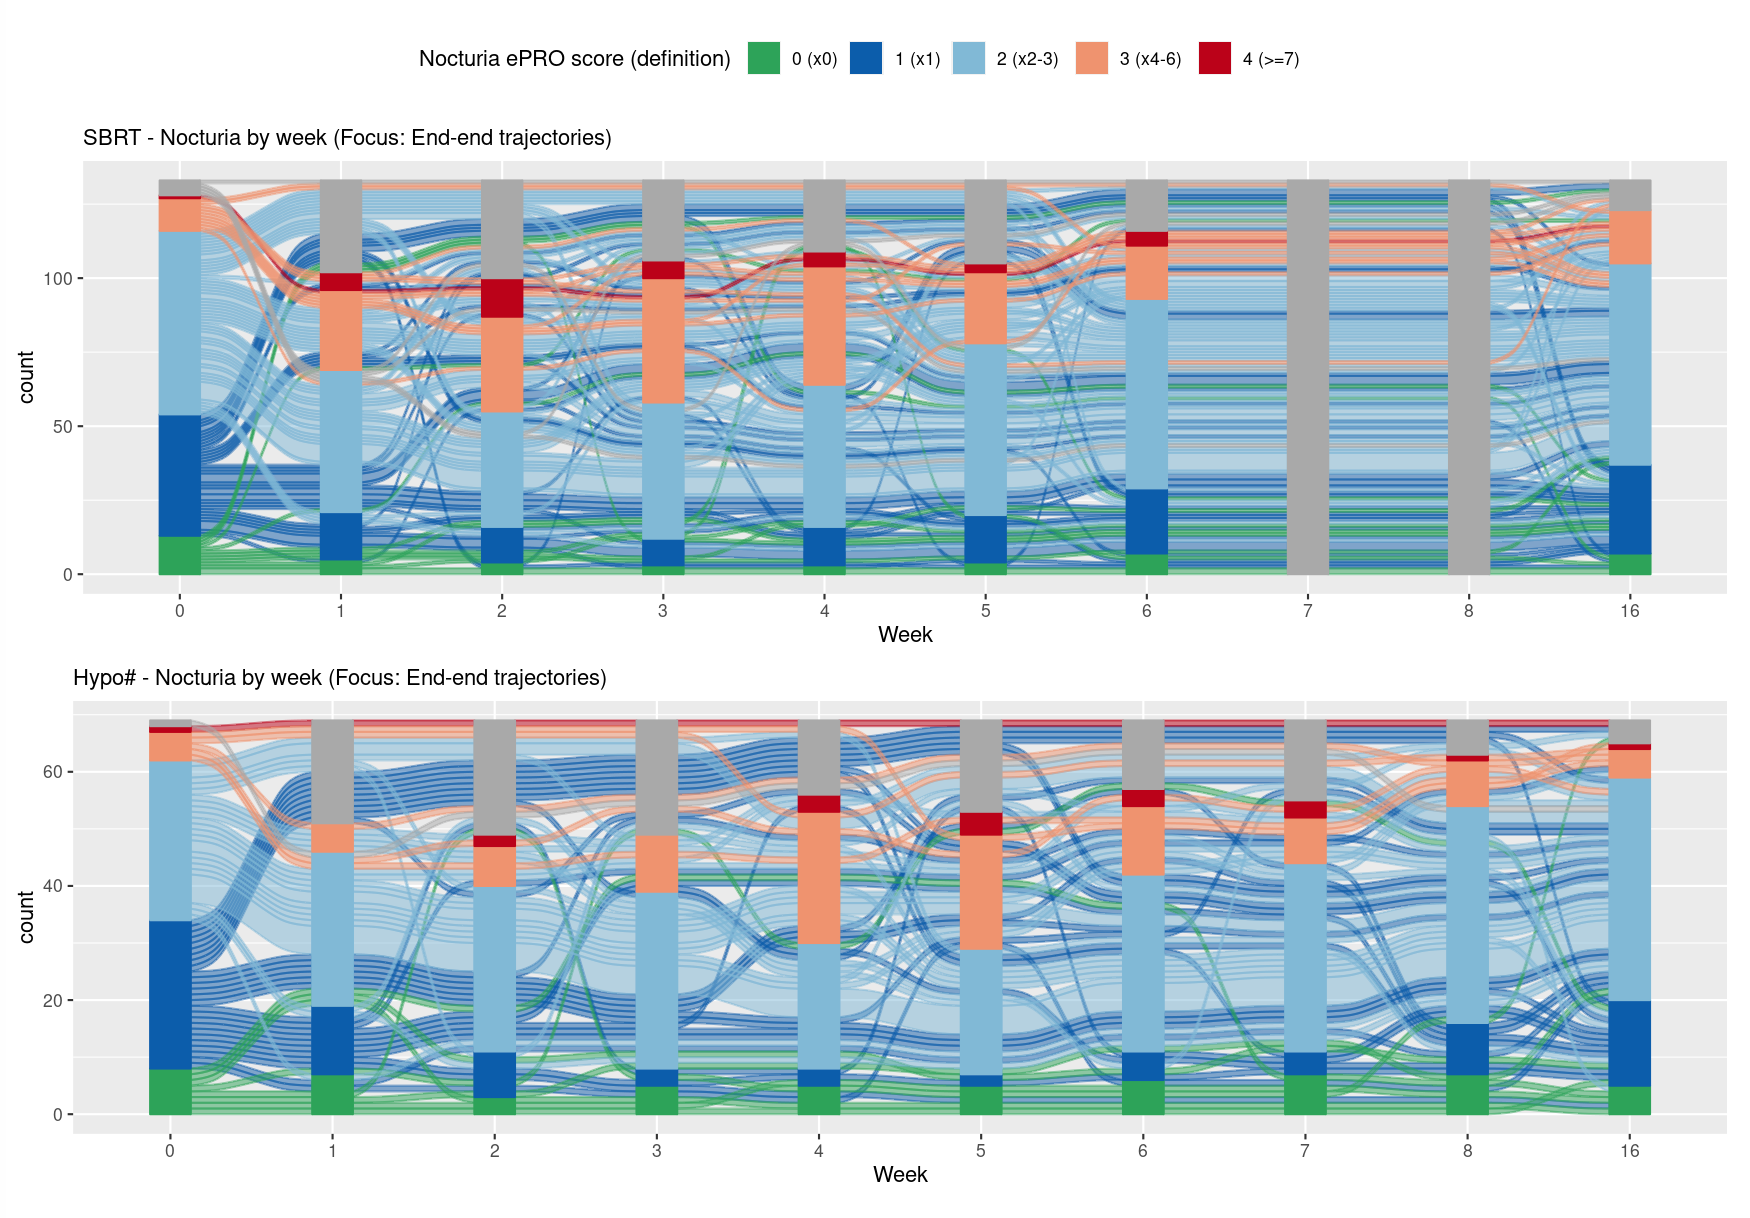 Nocturia ePRO score (definition) 0 (x0) 1 (x1) 2 (x2-3) 3 (x4-6) 4 (>=7)
SBRT - Nocturia by week (Focus: End-end trajectories)
100
50
0
count
0 1 2 3 4 5 6 7 8 16
Week
Hypo# - Nocturia by week (Focus: End-end trajectories)
60
40
20
0
count
0 1 2 3 4 5 6 7 8 16
Week